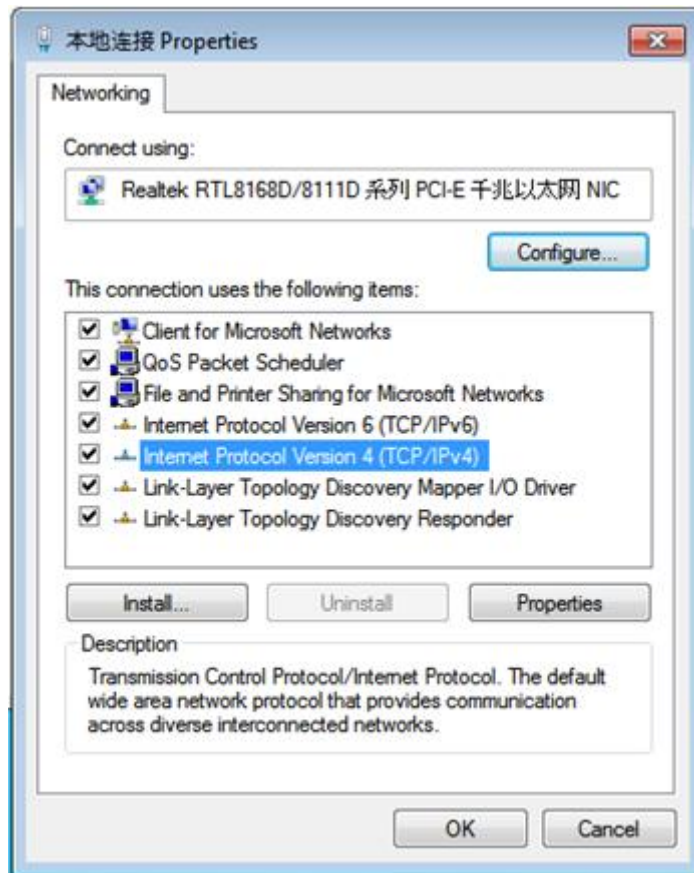 本地连接 Properties
Networking
Connect using:
Realtek RTL8168D/8111D 系列 PCI-E 千兆以太网 NIC
Configure...
This connection uses the following items:
Client for Microsoft Networks
QoS Packet Scheduler
File and Printer Sharing for Microsoft Networks
Internet Protocol Version 6 (TCP/IPv6)
Internet Protocol Version 4 (TCP/IPv4)
Link-Layer Topology Discovery Mapper I/O Driver
Link-Layer Topology Discovery Responder
Install... Uninstall Properties
Description
Transmission Control Protocol/Internet Protocol. The default
wide area network protocol that provides communication
across diverse interconnected networks.
OK Cancel